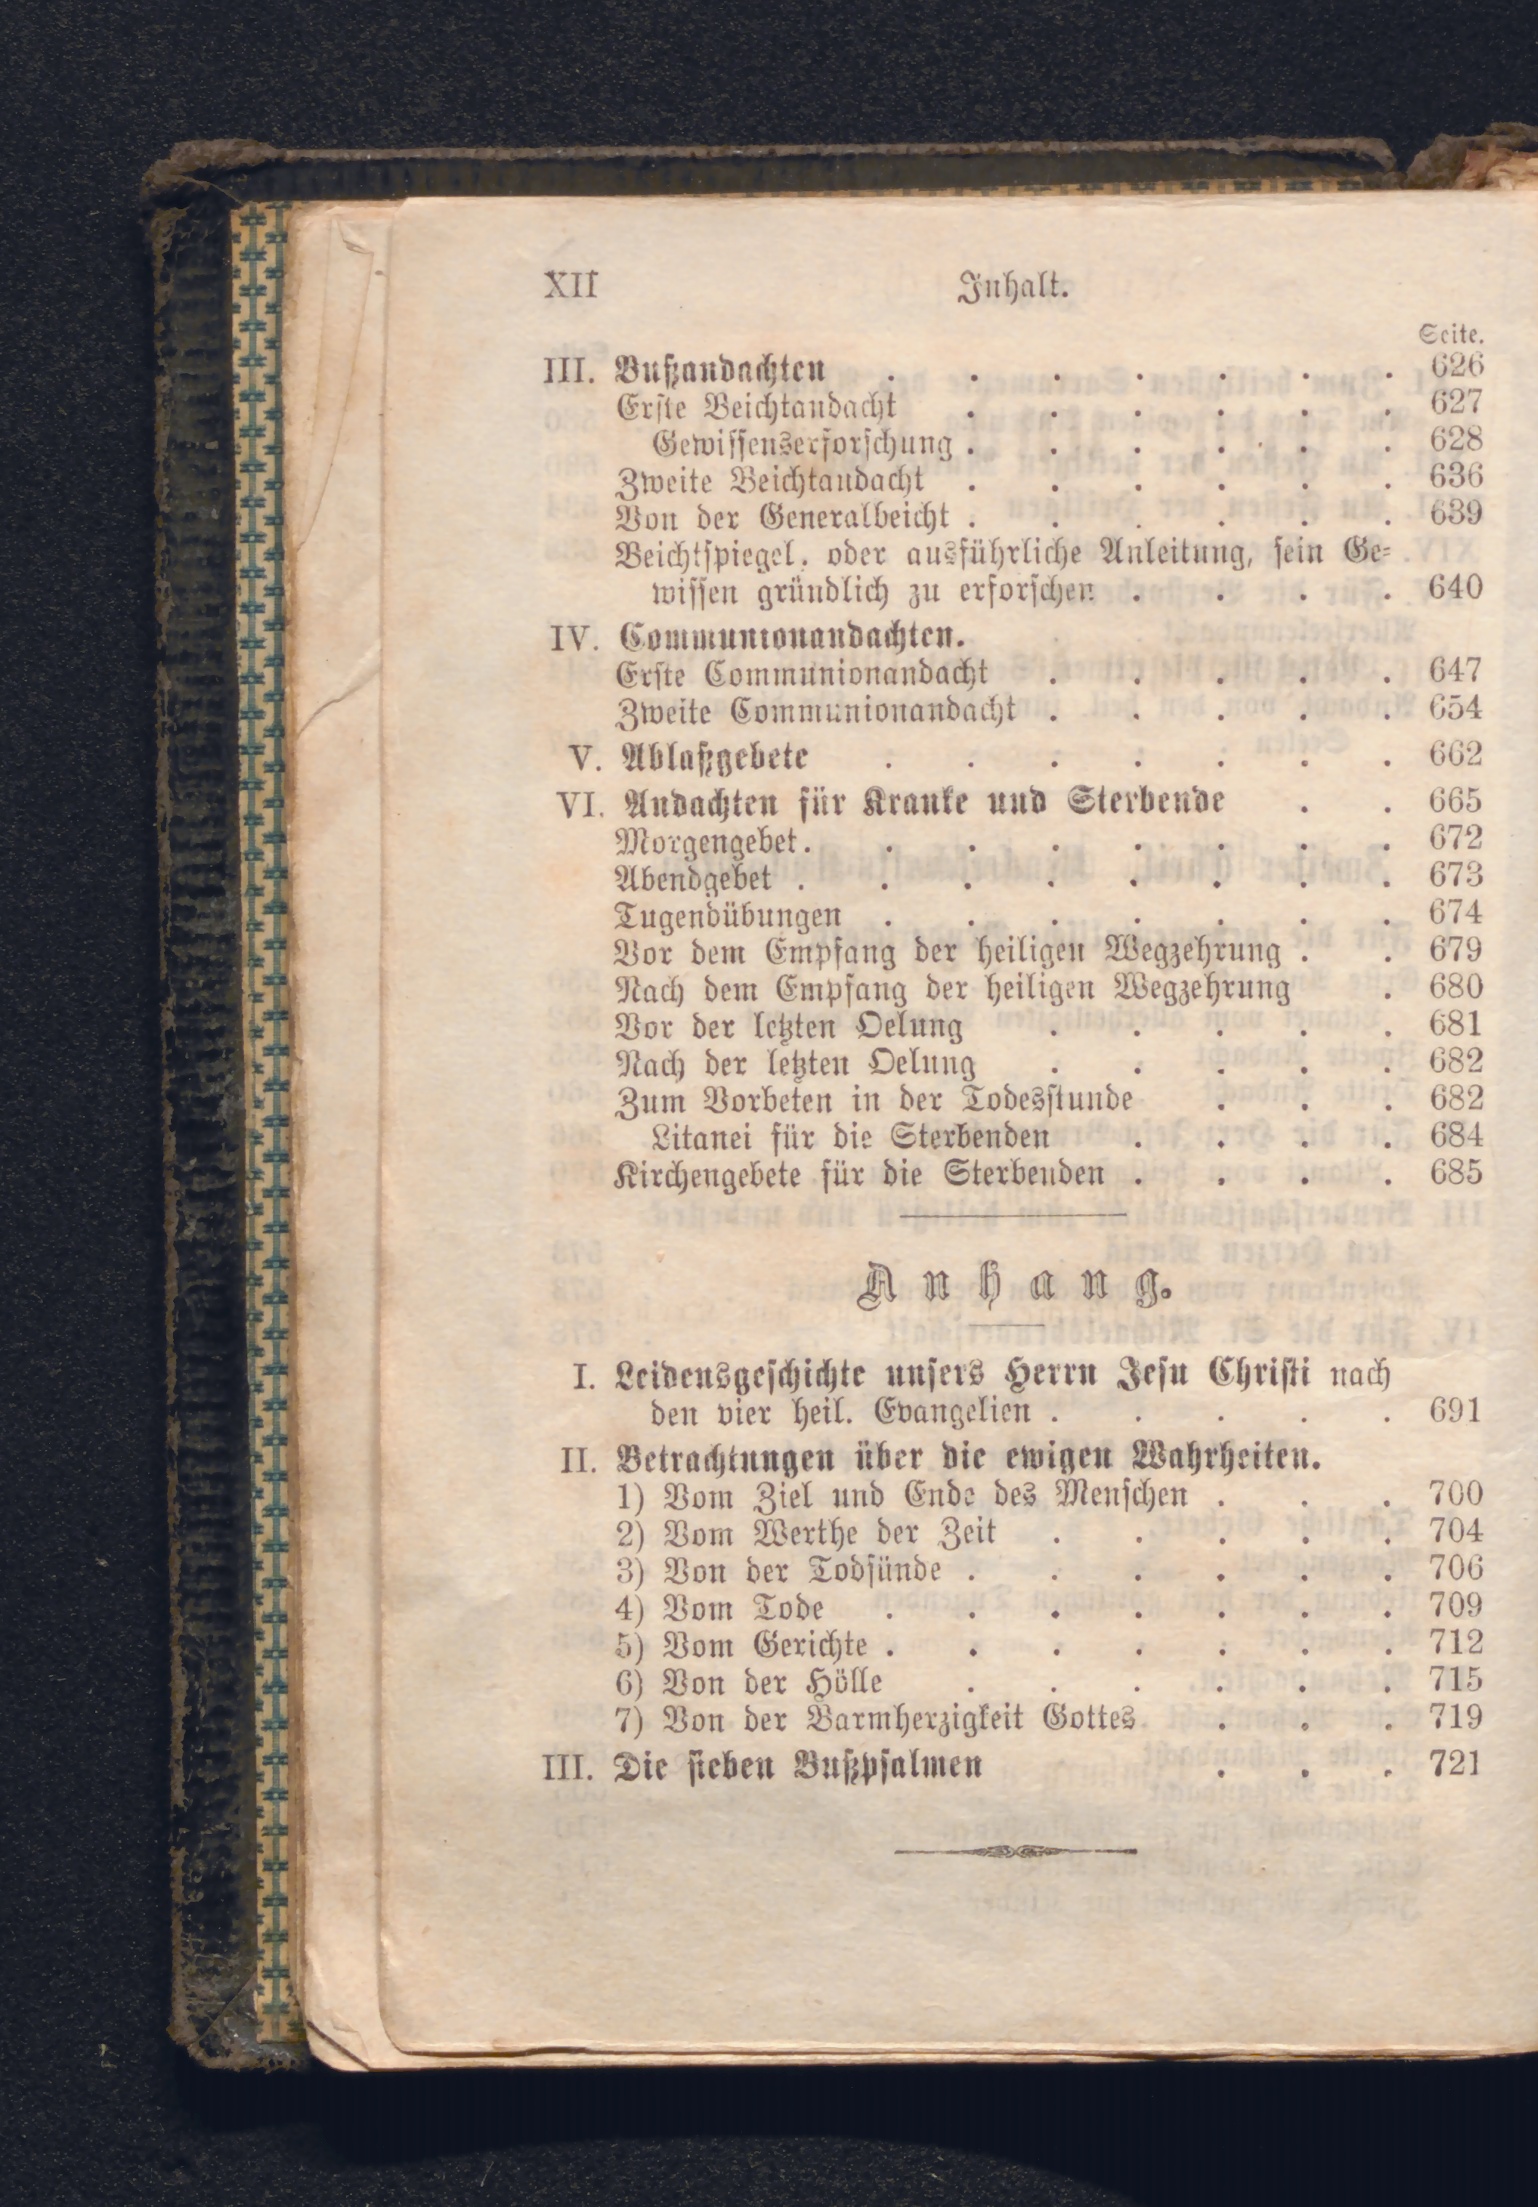 XII Inhalt.
Seite.
III. Bußandachten . . . . . . . 626
Erste Beichtandacht . . . . . . 627
Gewissenserforschung . . . . . . 628
Zweite Beichtandacht . . . . . . 636
Von der Generalbeicht . . . . . . 639
Beichtspiegel, oder ausführliche Anleitung, sein Ge-
wissen gründlich zu erforschen . . . . 640
IV. Communionandachten.
Erste Communionandacht . . . . . 647
Zweite Communionandacht . . . . . 654
V. Ablaßgebete . . . . . . . 662
VI. Andachten für Kranke und Sterbende . . 665
Morgengebet . . . . . . . . 672
Abendgebet . . . . . . . . 673
Tugendübungen . . . . . . . 674
Vor dem Empfang der heiligen Wegzehrung . . 679
Nach dem Empfang der heiligen Wegzehrung . 680
Vor der letzten Oelung . . . . . 681
Nach der letzten Oelung . . . . . 682
Zum Vorbeten in der Todesstunde . . . 682
Litanei für die Sterbenden . . . . 684
Kirchengebete für die Sterbenden . . . . 685
Anhang.
I. Leidensgeschichte unsers Herrn Jesu Christi nach
den vier heil. Evangelien . . . . . 691
II. Betrachtungen über die ewigen Wahrheiten.
1) Vom Ziel und Ende des Menschen . . . 700
2) Vom Werthe der Zeit . . . . . 704
3) Von der Todsünde . . . . . . 706
4) Vom Tode . . . . . . . 709
5) Vom Gerichte . . . . . . . 712
6) Von der Hölle . . . . . . 715
7) Von der Barmherzigkeit Gottes . . . 719
III. Die sieben Bußpsalmen . . . 721